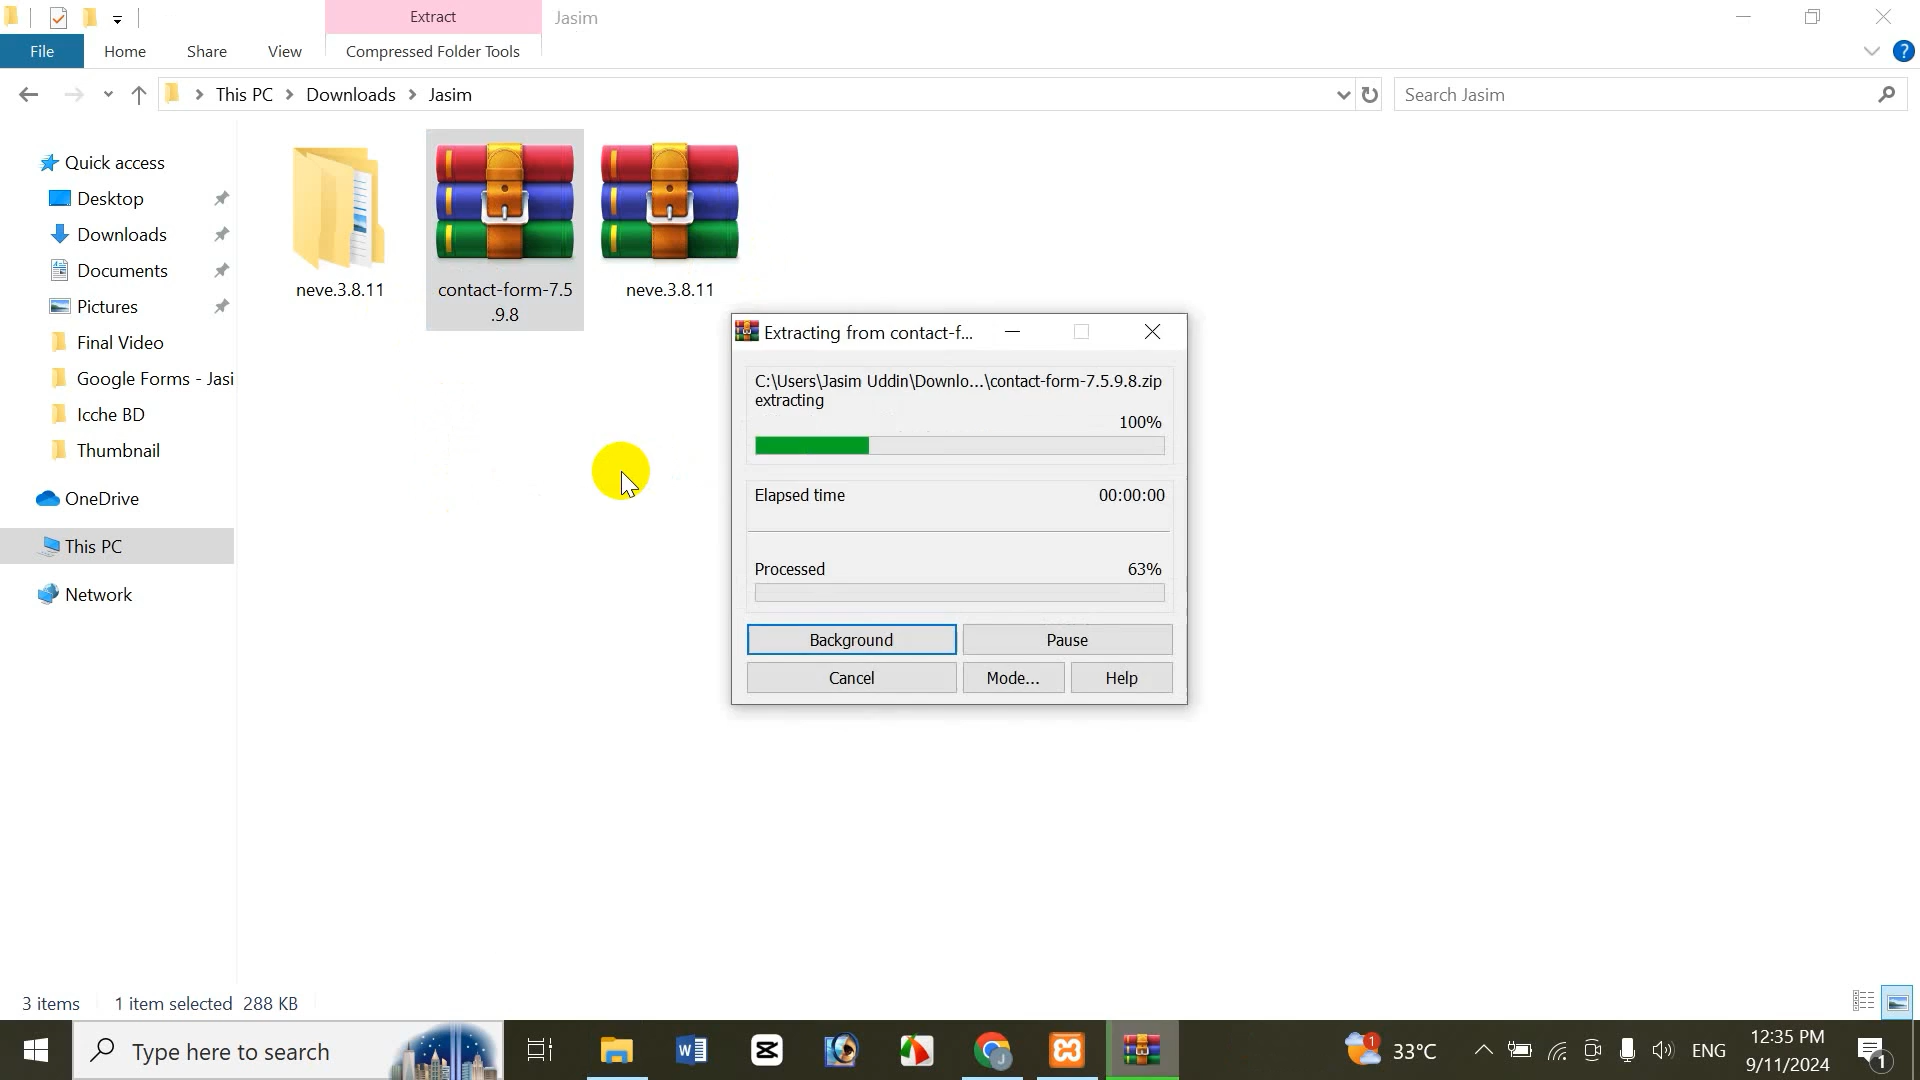 Extract
Jasim
File
Home
Share
View
Compressed Folder Tools
This PC
Downloads
Jasim
Search Jasim
Quick access
Desktop
Downloads
Documents
Pictures
Final Video
Google Forms - Jasi
Icche BD
Thumbnail
OneDrive
This PC
Network
neve.3.8.11
contact-form-7.5
.9.8
neve.3.8.11
Extracting from contact-f...
C:\Users\Jasim Uddin\Downlo...\contact-form-7.5.9.8.zip
extracting
100%
Elapsed time 00:00:00
Processed 63%
Background
Pause
Cancel
Mode...
Help
3 items 1 item selected 288 KB
Type here to search
33°C
ENG
12:35 PM
9/11/2024
1